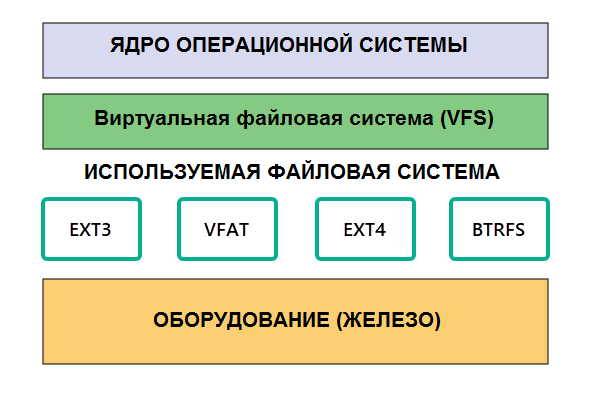 ЯДРО ОПЕРАЦИОННОЙ СИСТЕМЫ
Виртуальная файловая система (VFS)
ИСПОЛЬЗУЕМАЯ ФАЙЛОВАЯ СИСТЕМА
EXT3 VFAT EXT4 BTRFS
ОБОРУДОВАНИЕ (ЖЕЛЕЗО)